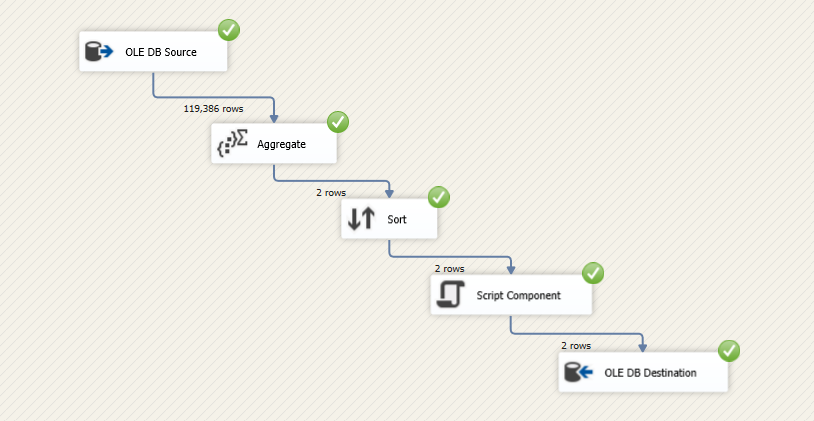 OLE DB Source
119,386 rows
Aggregate
2 rows
Sort
2 rows
Script Component
2 rows
OLE DB Destination